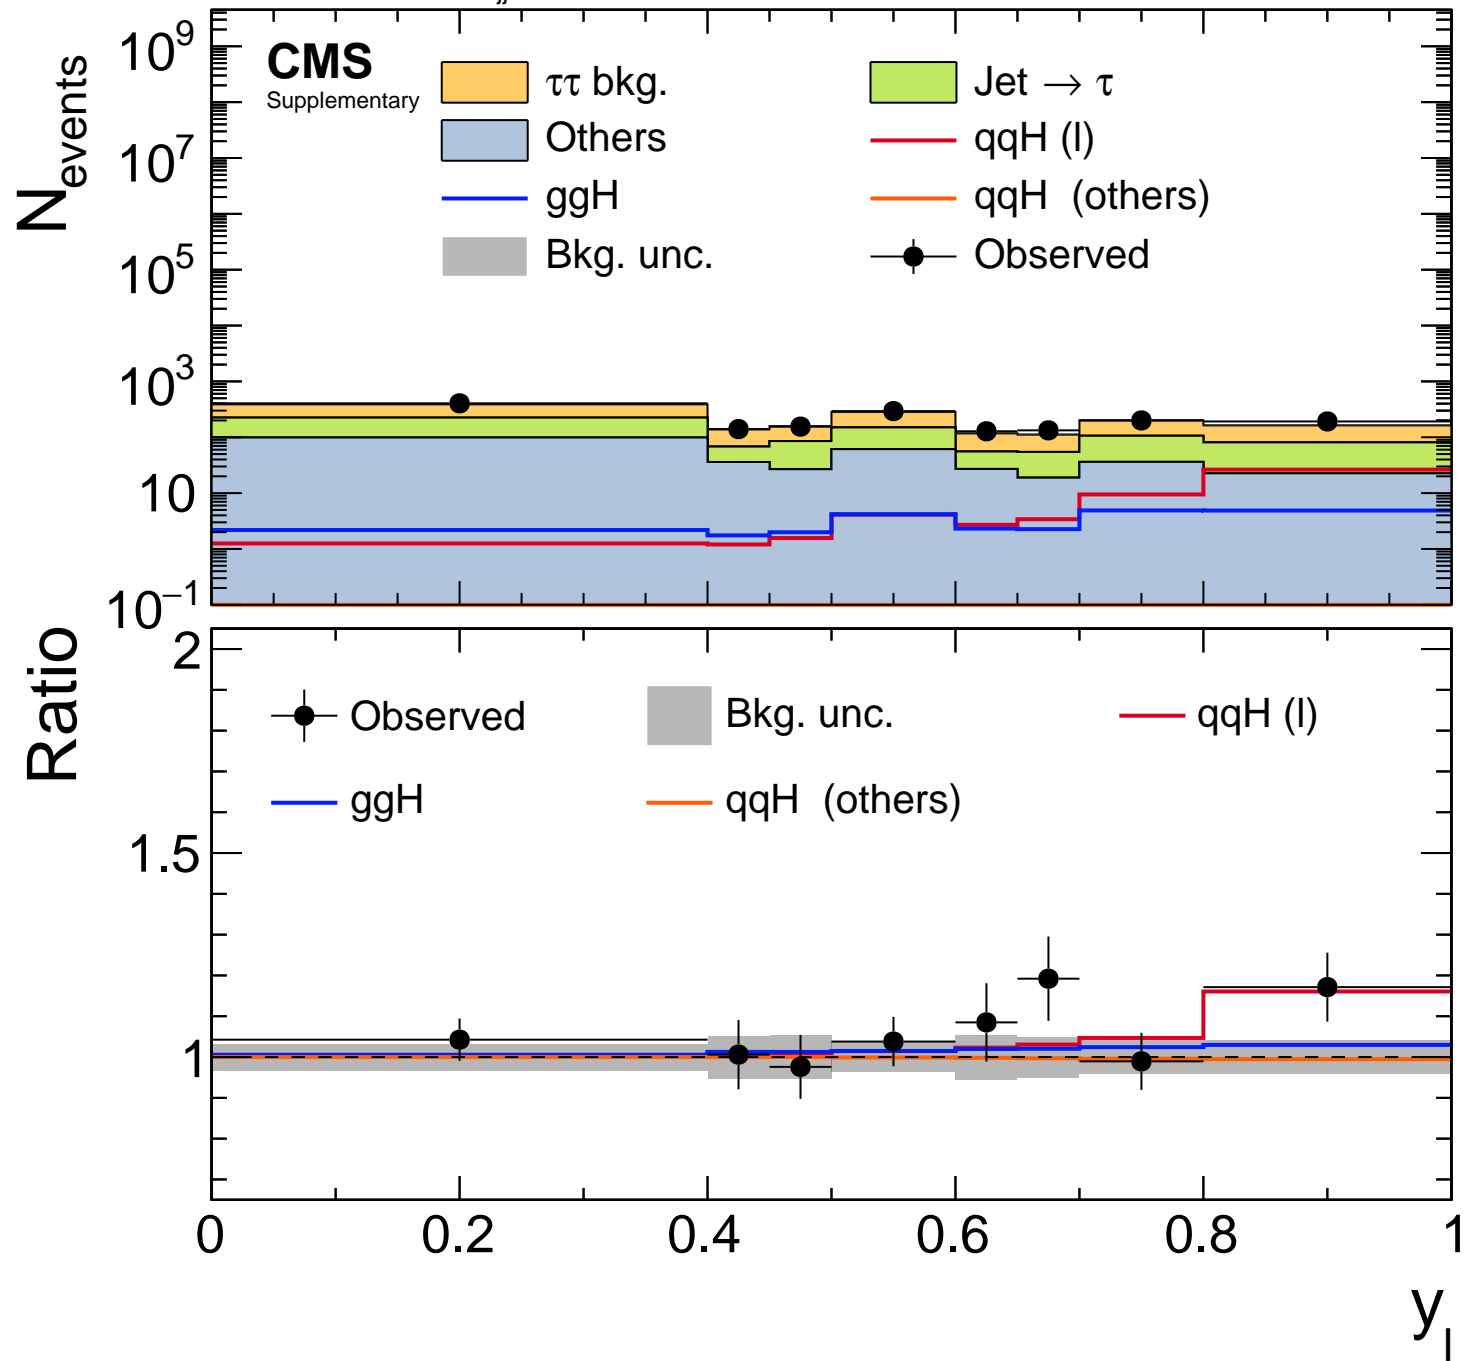 CMS
Supplementary
ττ bkg.
Jet → τ
Others
qqH (l)
ggH
qqH (others)
Bkg. unc.
Observed
N_events
10^9
10^7
10^5
10^3
10
10^−1
Ratio
2
1.5
1
Observed
Bkg. unc.
qqH (l)
ggH
qqH (others)
0 0.2 0.4 0.6 0.8 1
y_l